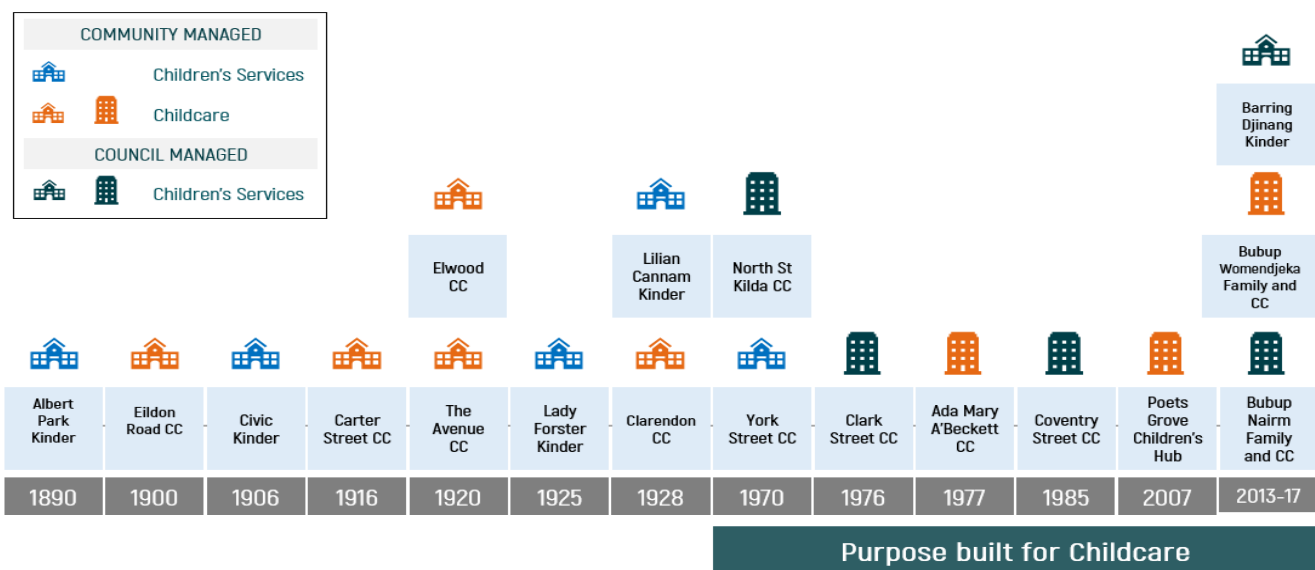 COMMUNITY MANAGED
Children's Services
Childcare
COUNCIL MANAGED
Children's Services
Barring
Djinang
Kinder
Elwood
CC
Lilian
Cannam
Kinder
North St
Kilda CC
Bubup
Womendjeka
Family and
CC
Albert
Park
Kinder
Eildon
Road CC
Civic
Kinder
Carter
Street CC
The
Avenue
CC
Lady
Forster
Kinder
Clarendon
CC
York
Street CC
Clark
Street CC
Ada Mary
A'Beckett
CC
Coventry
Street CC
Poets
Grove
Children's
Hub
Bubup
Nairm
Family
and CC
1890
1900
1906
1916
1920
1925
1928
1970
1976
1977
1985
2007
2013-17
Purpose built for Childcare